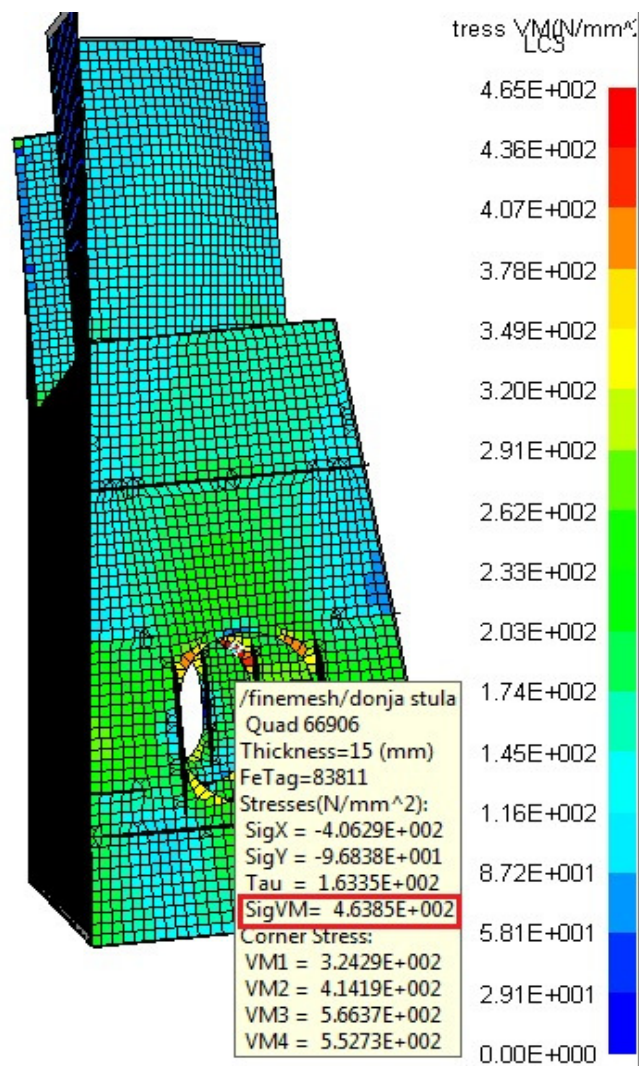 tress VM(N/mm^2
LC3
4.65E+002
4.36E+002
4.07E+002
3.78E+002
3.49E+002
3.20E+002
2.91E+002
2.62E+002
2.33E+002
2.03E+002
1.74E+002
1.45E+002
1.16E+002
8.72E+001
5.81E+001
2.91E+001
0.00E+000
/finemesh/donja stula
Quad 66906
Thickness=15 (mm)
FeTag=83811
Stresses(N/mm^2):
SigX = -4.0629E+002
SigY = -9.6838E+001
Tau = 1.6335E+002
SigVM= 4.6385E+002
Corner Stress:
VM1 = 3.2429E+002
VM2 = 4.1419E+002
VM3 = 5.6637E+002
VM4 = 5.5273E+002